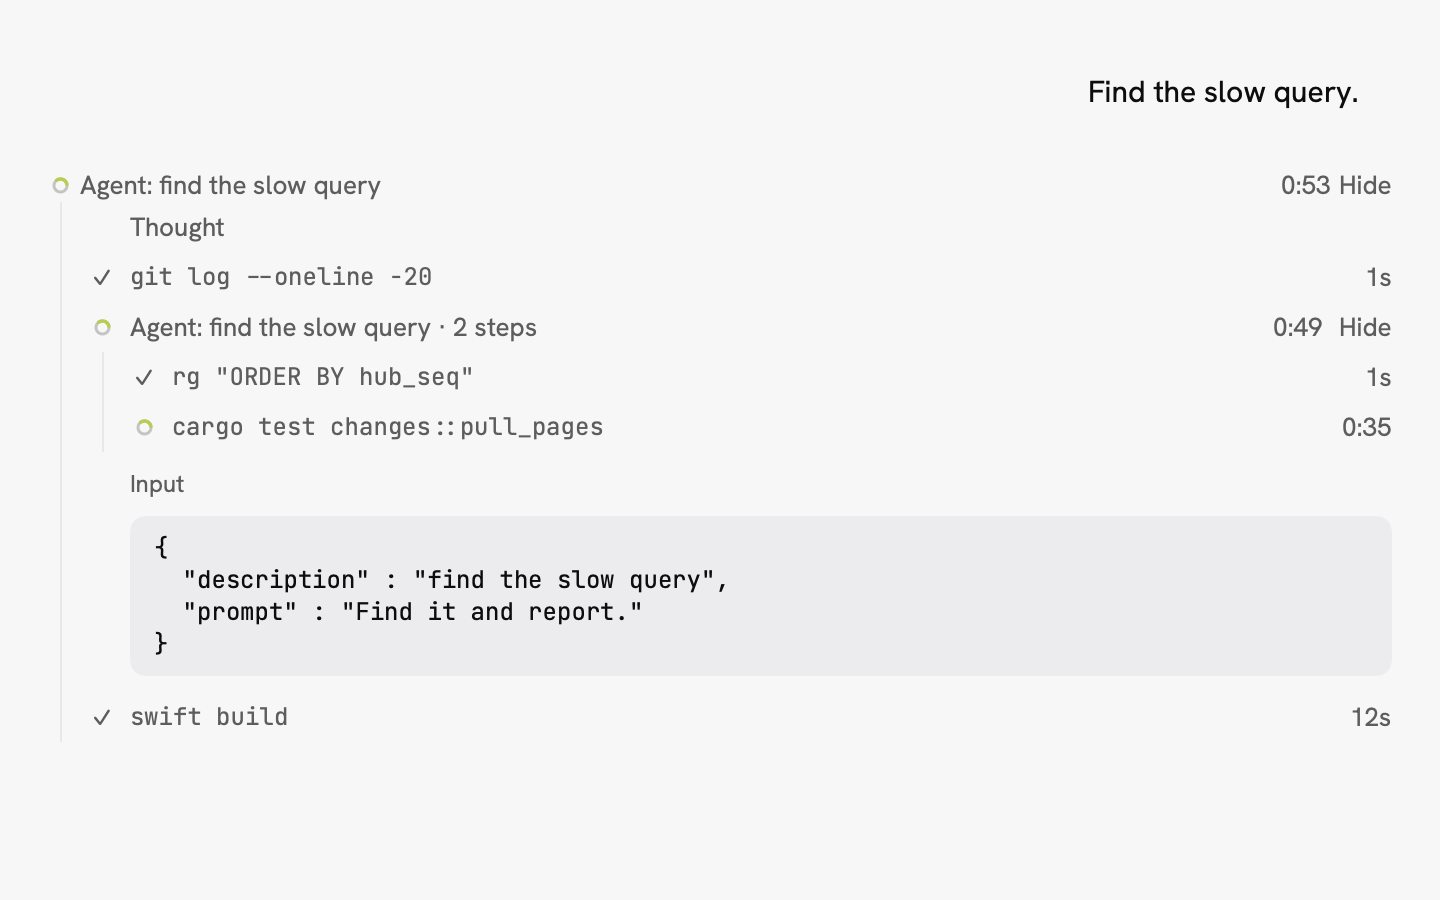 Find the slow query.
Agent: find the slow query 0:53 Hide
Thought
git log --oneline -20 1s
Agent: find the slow query · 2 steps 0:49 Hide
rg "ORDER BY hub_seq" 1s
cargo test changes::pull_pages 0:35
Input
{
  "description" : "find the slow query",
  "prompt" : "Find it and report."
}
swift build 12s